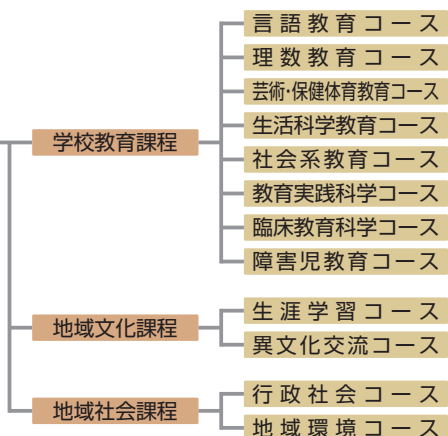 学校教育課程
言語教育コース
理数教育コース
芸術・保健体育教育コース
生活科学教育コース
社会系教育コース
教育実践科学コース
臨床教育科学コース
障害児教育コース
地域文化課程
生涯学習コース
異文化交流コース
地域社会課程
行政社会コース
地域環境コース